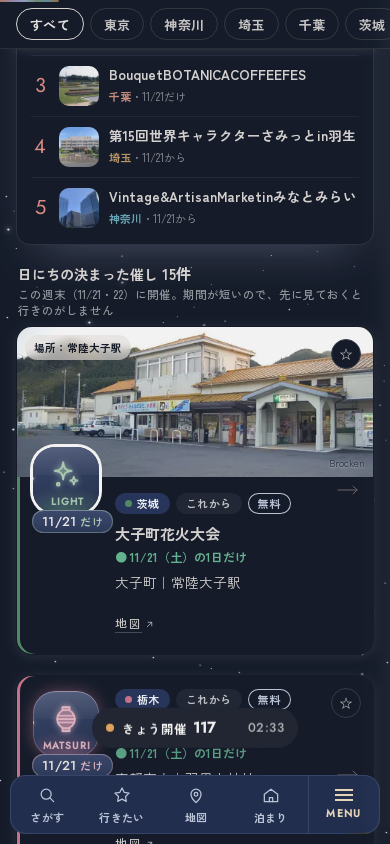 すべて
東京
神奈川
埼玉
千葉
茨城
3
BouquetBOTANICACOFFEEFES
千葉・11/21だけ
4
第15回世界キャラクターさみっとin羽生
埼玉・11/21から
5
Vintage&ArtisanMarketinみなとみらい
神奈川・11/21から
日にちの決まった催し 15件
この週末（11/21・22）に開催。期間が短いので、先に見ておくと
行きのがしません
場所：常陸大子駅
☆
Brocken
LIGHT
11/21 だけ
茨城
これから
無料
→
大子町花火大会
11/21（土）の1日だけ
大子町｜常陸大子駅
地図 ↗
MATSURI
11/21 だけ
栃木
これから
無料
☆
きょう開催 117 02:33
11/21（土）の1日だけ
さがす
行きたい
地図
泊まり
MENU